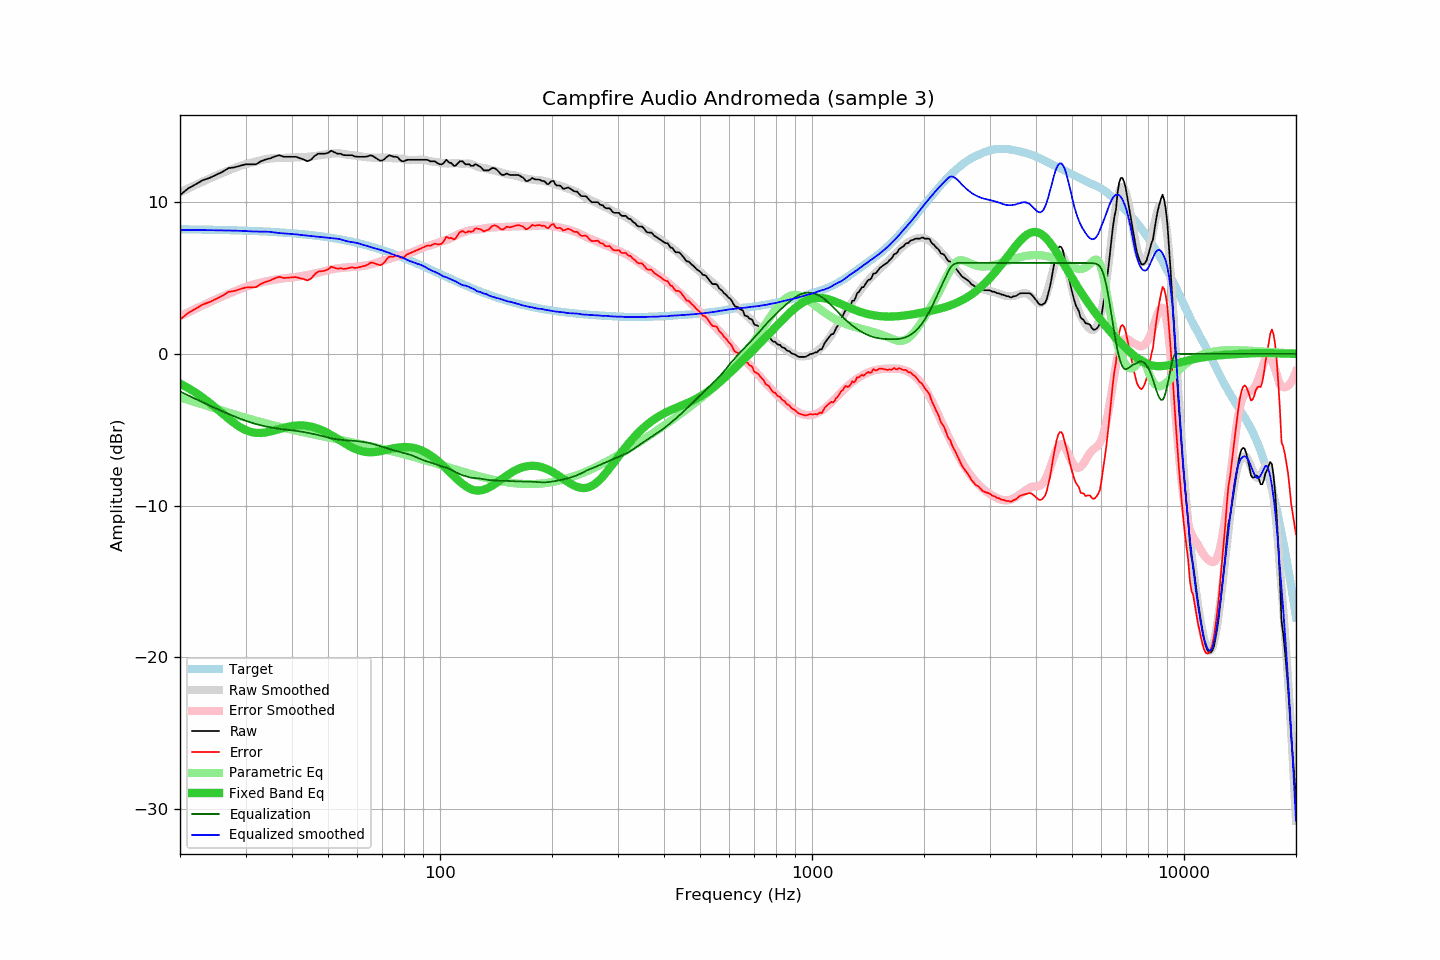 Campfire Audio Andromeda (sample 3)
Amplitude (dBr)
10
0
−10
−20
−30
Target
Raw Smoothed
Error Smoothed
Raw
Error
Parametric Eq
Fixed Band Eq
Equalization
Equalized smoothed
100
1000
10000
Frequency (Hz)